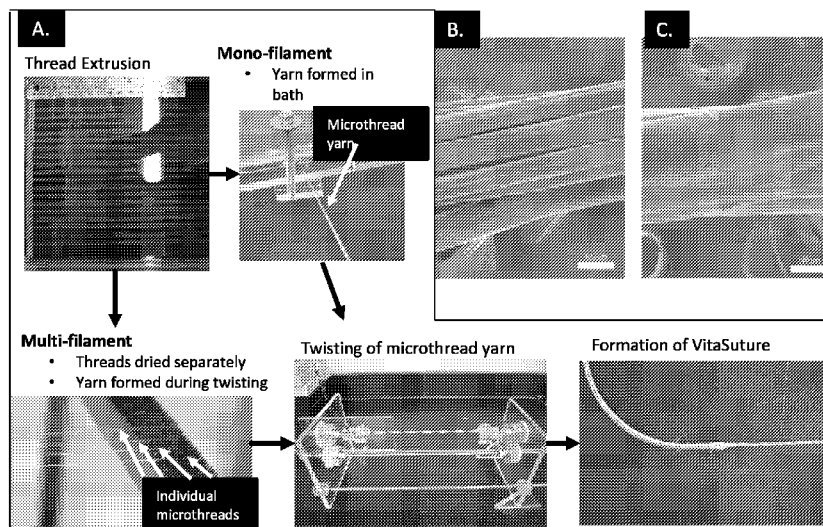 A.
B.
C.
Thread Extrusion
Mono-filament
• Yarn formed in
bath
Microthread
yarn
Multi-filament
• Threads dried separately
• Yarn formed during twisting
Individual
microthreads
Twisting of microthread yarn
Formation of VitaSuture